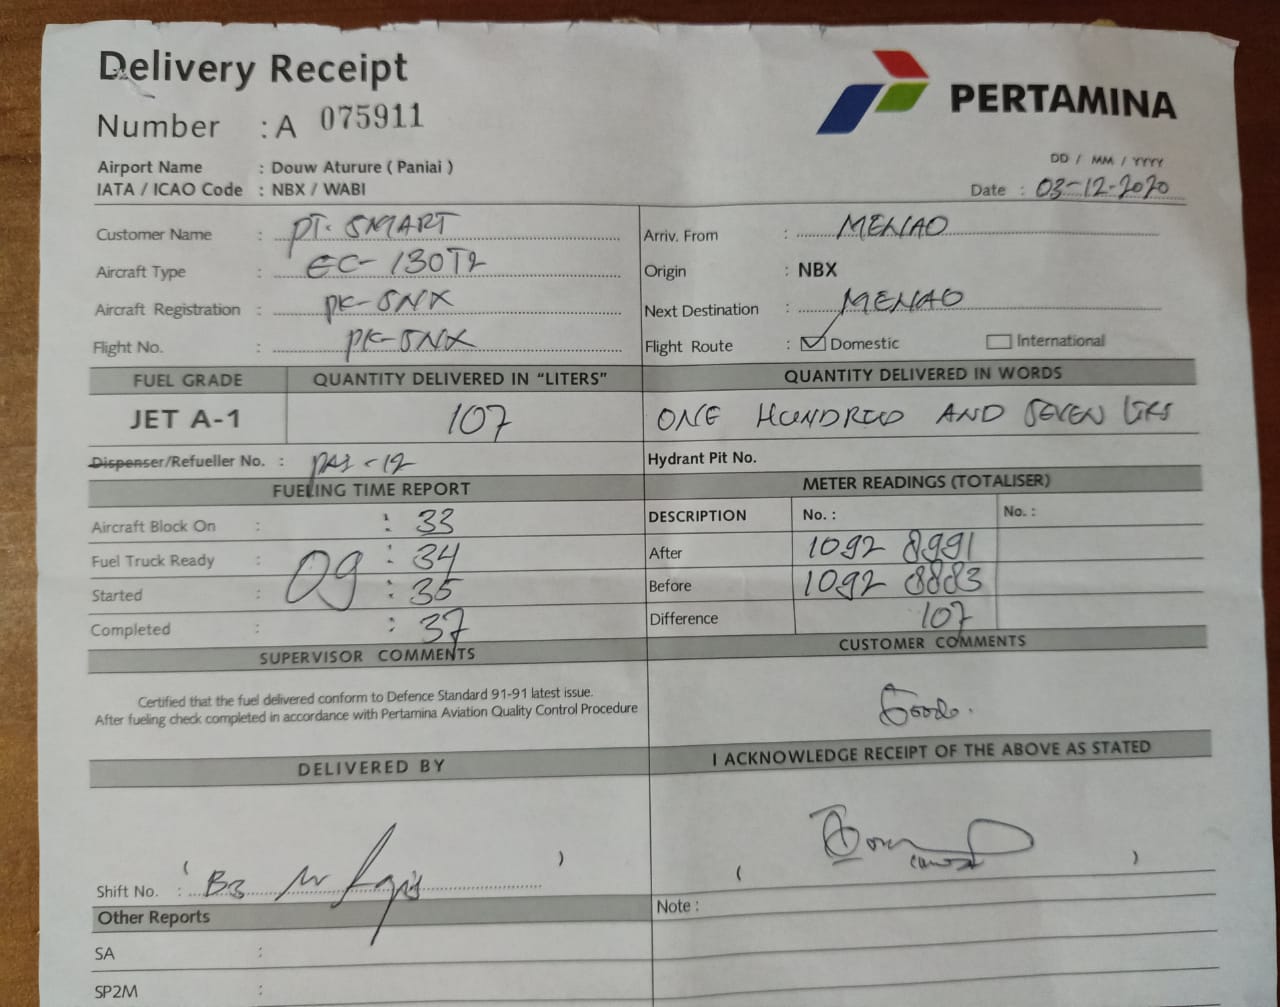 Delivery Receipt
PERTAMINA
Number : A 075911
Airport Name : Douw Aturure ( Paniai )
DD / MM / YYYY
IATA / ICAO Code : NBX / WABI
Date : 03-12-2020
Customer Name : PT. SMART
Arriv. From : MENAO
Aircraft Type : EC-130T2
Origin : NBX
Aircraft Registration : PK-SNX
Next Destination : MENAO
Flight No. : PK-SNX
Flight Route : Domestic International
FUEL GRADE QUANTITY DELIVERED IN "LITERS" QUANTITY DELIVERED IN WORDS
JET A-1 107 ONE HUNDRED AND SEVEN LTRS
Dispenser/Refueller No. : PAI-12
Hydrant Pit No.
FUELING TIME REPORT METER READINGS (TOTALISER)
Aircraft Block On : : 33
DESCRIPTION No. : No. :
Fuel Truck Ready : 09 : 34
After 1092 8991
Started : : 35
Before 1092 8883
Completed : : 37
Difference 107
SUPERVISOR COMMENTS CUSTOMER COMMENTS
Certified that the fuel delivered conform to Defence Standard 91-91 latest issue.
After fueling check completed in accordance with Pertamina Aviation Quality Control Procedure
Good.
DELIVERED BY I ACKNOWLEDGE RECEIPT OF THE ABOVE AS STATED
( )
( )
Shift No. : B3
Other Reports Note :
SA :
SP2M :